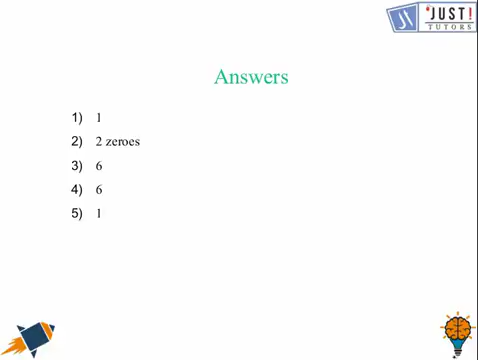 JUST!
TUTORS
Answers
1) 1
2) 2 zeroes
3) 6
4) 6
5) 1